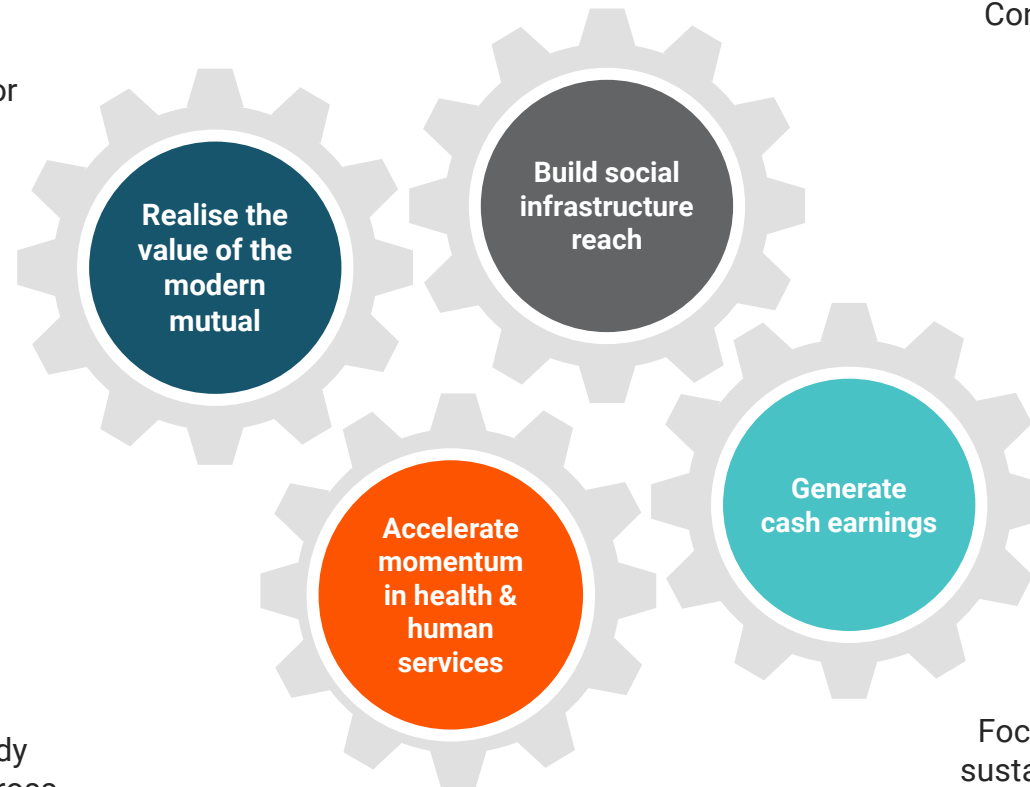 Realise the
value of the
modern
mutual
Build social
infrastructure
reach
Generate
cash earnings
Accelerate
momentum
in health &
human
services